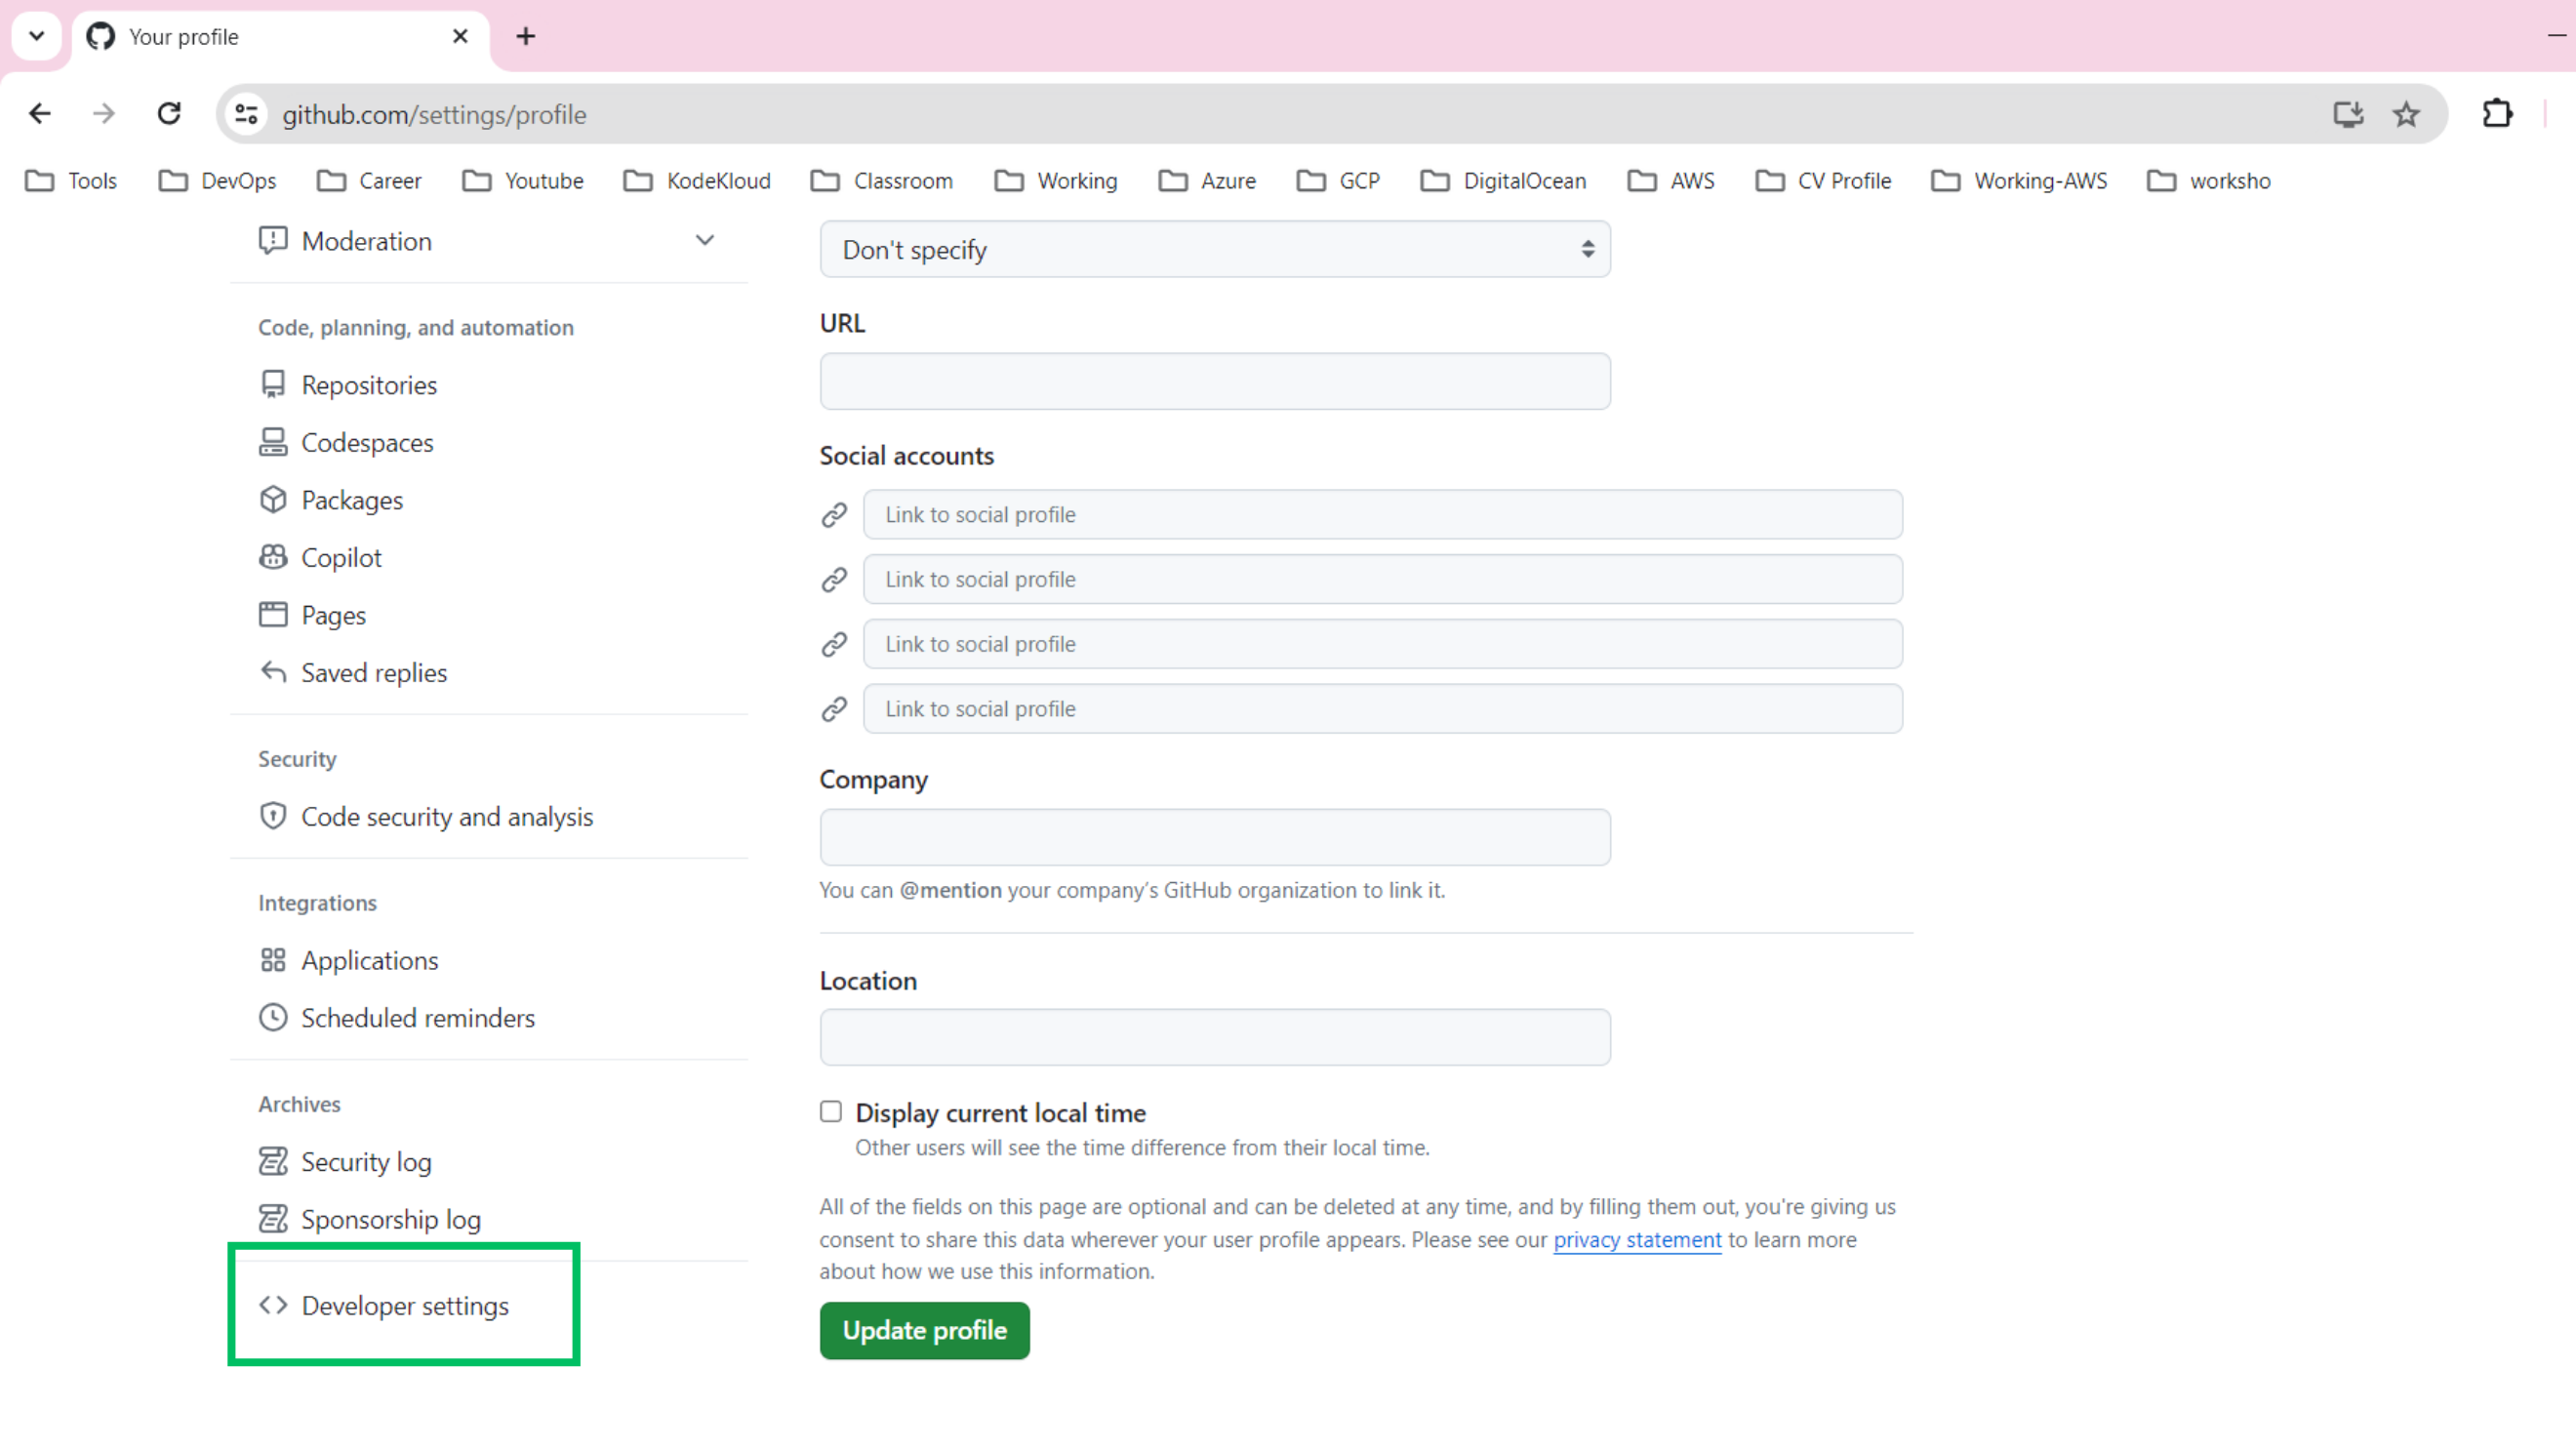 Your profile
github.com/settings/profile
Tools
DevOps
Career
Youtube
KodeKloud
Classroom
Working
Azure
GCP
DigitalOcean
AWS
CV Profile
Working-AWS
worksho
Moderation
Code, planning, and automation
Repositories
Codespaces
Packages
Copilot
Pages
Saved replies
Security
Code security and analysis
Integrations
Applications
Scheduled reminders
Archives
Security log
Sponsorship log
Developer settings
Don't specify
URL
Social accounts
Link to social profile
Link to social profile
Link to social profile
Link to social profile
Company
You can @mention your company's GitHub organization to link it.
Location
Display current local time
Other users will see the time difference from their local time.
All of the fields on this page are optional and can be deleted at any time, and by filling them out, you're giving us
consent to share this data wherever your user profile appears. Please see our privacy statement to learn more
about how we use this information.
Update profile